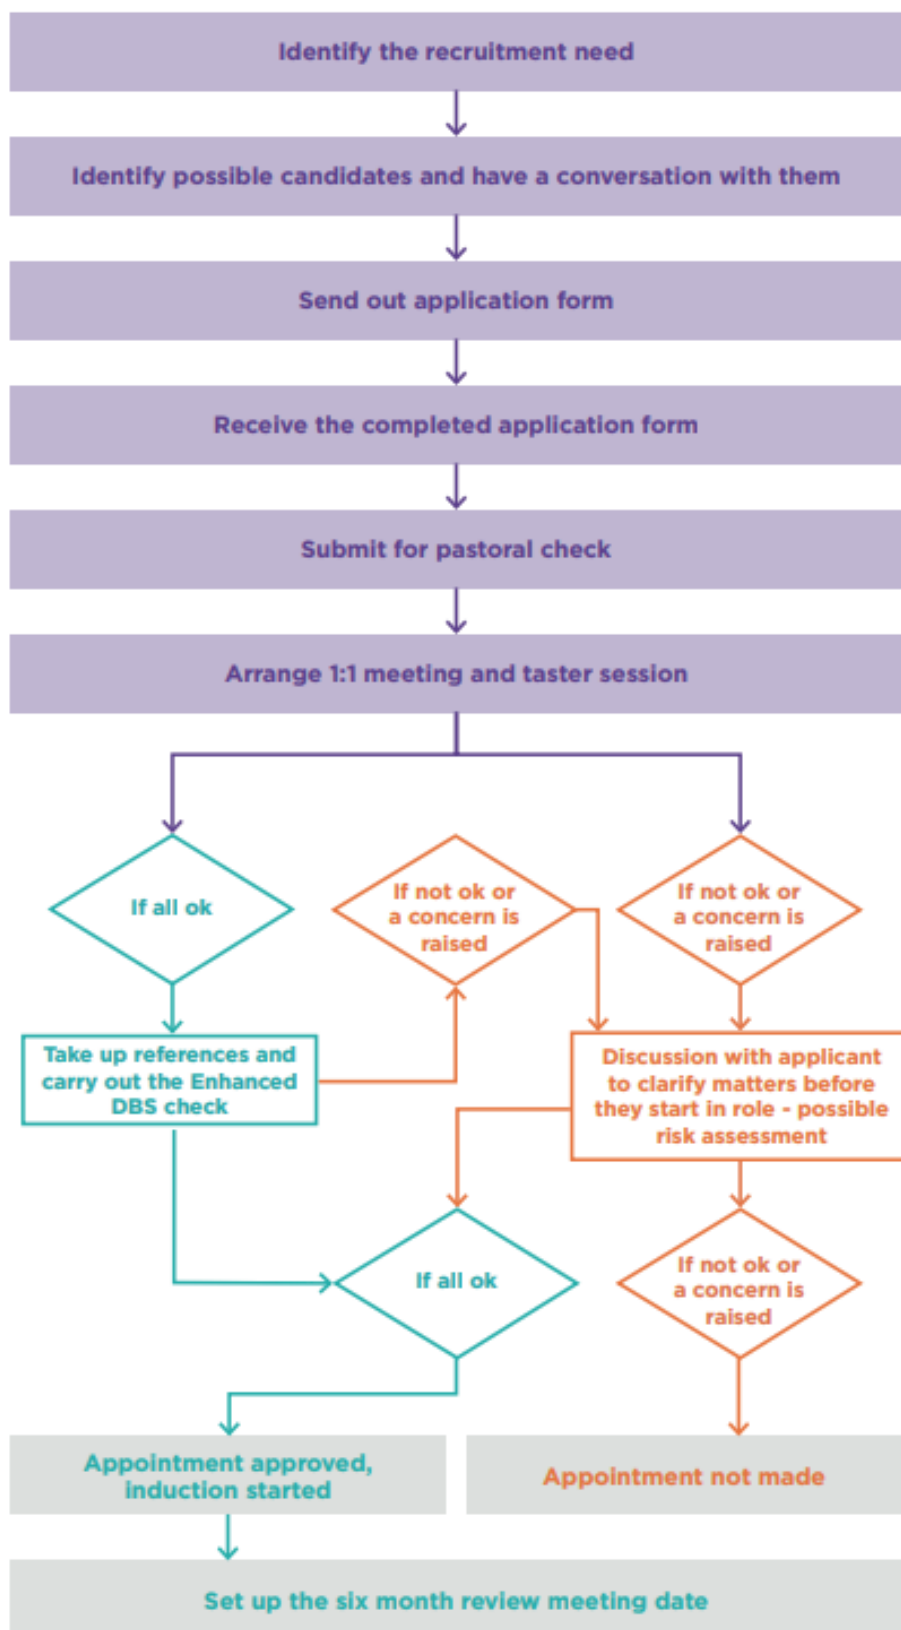 Identify the recruitment need
Identify possible candidates and have a conversation with them
Send out application form
Receive the completed application form
Submit for pastoral check
Arrange 1:1 meeting and taster session
If all ok
If not ok or
a concern is
raised
If not ok or
a concern is
raised
Take up references and
carry out the Enhanced
DBS check
Discussion with applicant
to clarify matters before
they start in role - possible
risk assessment
If all ok
If not ok or
a concern is
raised
Appointment approved,
induction started
Appointment not made
Set up the six month review meeting date